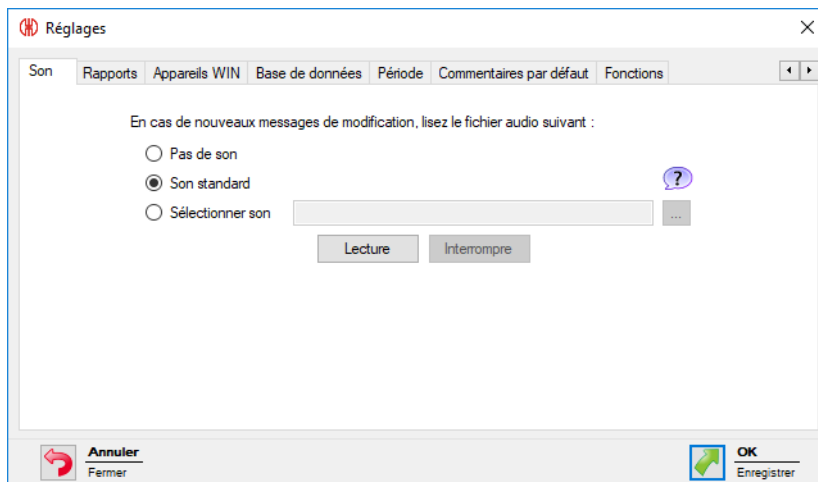 Réglages
Son Rapports Appareils WIN Base de données Période Commentaires par défaut Fonctions
En cas de nouveaux messages de modification, lisez le fichier audio suivant :
Pas de son
Son standard
?
Sélectionner son ...
Lecture Interrompre
Annuler OK
Fermer Enregistrer